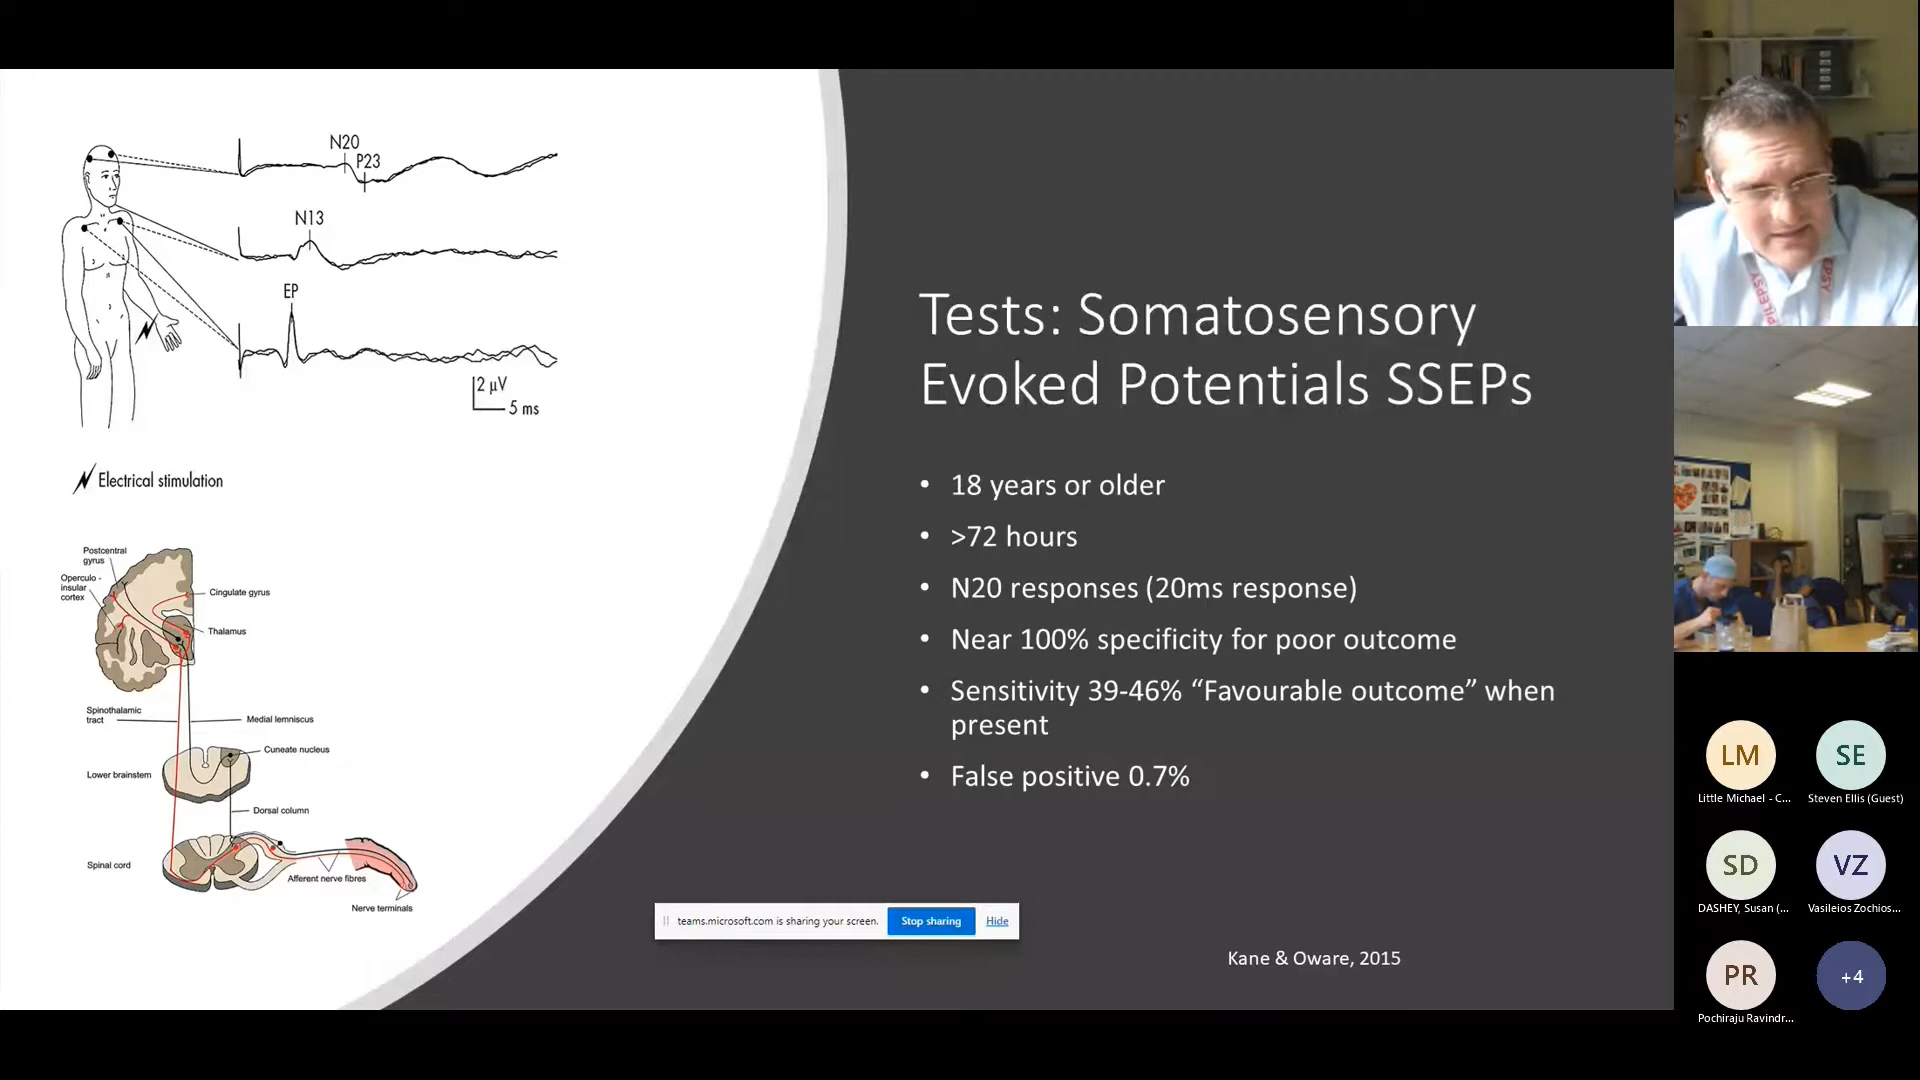 N20
P23
N13
EP
2 µV
5 ms
Electrical stimulation
Postcentral
gyrus
Operculo -
insular
cortex
Cingulate gyrus
Thalamus
Spinothalamic
tract
Medial lemniscus
Cuneate nucleus
Lower brainstem
Dorsal column
Spinal cord
Afferent nerve fibres
Nerve terminals
Tests: Somatosensory
Evoked Potentials SSEPs
• 18 years or older
• >72 hours
• N20 responses (20ms response)
• Near 100% specificity for poor outcome
• Sensitivity 39-46% “Favourable outcome” when
present
• False positive 0.7%
teams.microsoft.com is sharing your screen.
Stop sharing
Hide
Kane & Oware, 2015
EPILEPSY
EPSY
LM
SE
Little Michael - C...
Steven Ellis (Guest)
SD
VZ
DASHEY, Susan (...
Vasileios Zochios...
PR
+4
Pochiraju Ravindr...